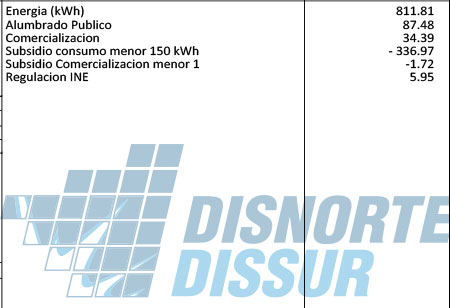 Energia (kWh) 811.81
Alumbrado Publico 87.48
Comercializacion 34.39
Subsidio consumo menor 150 kWh - 336.97
Subsidio Comercializacion menor 1 -1.72
Regulacion INE 5.95
DISNORTE
DISSUR